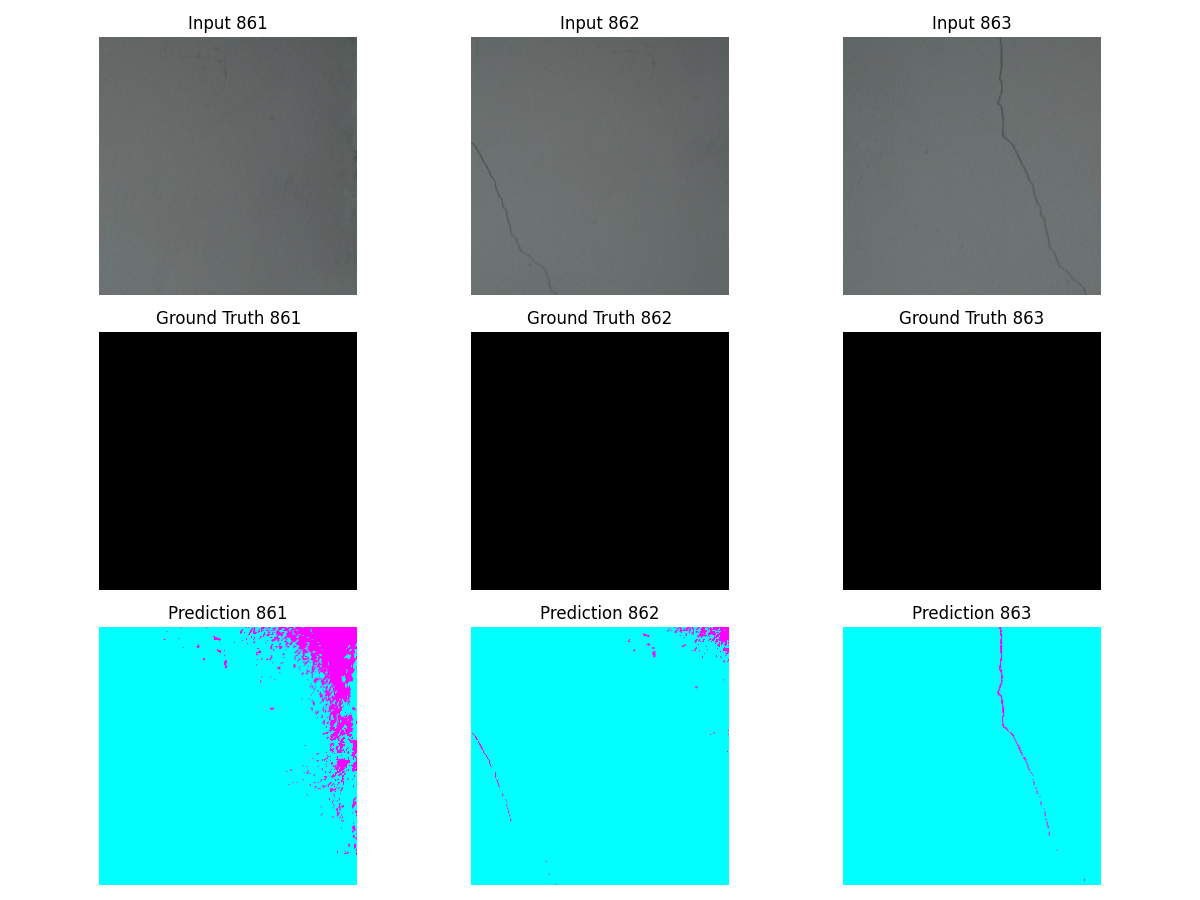 Input 861
Input 862
Input 863
Ground Truth 861
Ground Truth 862
Ground Truth 863
Prediction 861
Prediction 862
Prediction 863